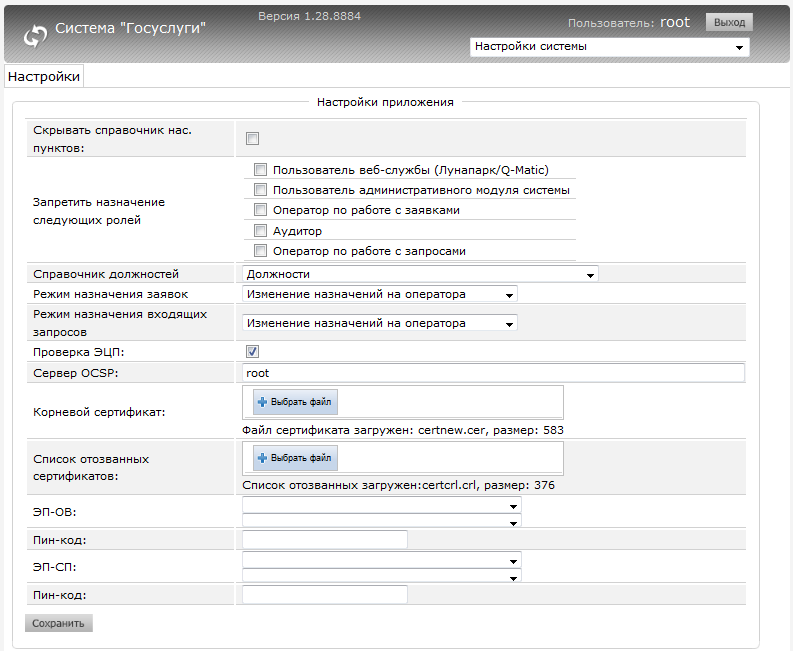 Версия 1.28.8884
Система "Госуслуги"
Пользователь: root
Выход
Настройки системы
Настройки
Настройки приложения
Скрывать справочник нас.
пунктов:
Запретить назначение
следующих ролей
Пользователь веб-службы (Лунапарк/Q-Matic)
Пользователь административного модуля системы
Оператор по работе с заявками
Аудитор
Оператор по работе с запросами
Справочник должностей
Должности
Режим назначения заявок
Изменение назначений на оператора
Режим назначения входящих
запросов
Изменение назначений на оператора
Проверка ЭЦП:
Сервер OCSP:
root
Корневой сертификат:
Выбрать файл
Файл сертификата загружен: certnew.cer, размер: 583
Список отозванных
сертификатов:
Выбрать файл
Список отозванных загружен:certcrl.crl, размер: 376
ЭП-ОВ:
Пин-код:
ЭП-СП:
Пин-код:
Сохранить